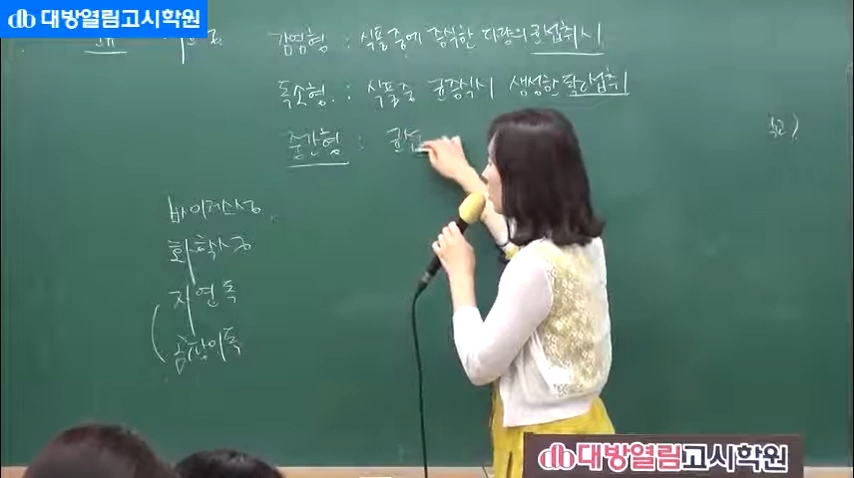 대방열림고시학원
감염형 : 식품중에 증식한 다량의 균섭취시
독소형 : 식품중 균증식시 생성한 독소섭취
중간형 : 균
바이러스성
화학성
자연독
곰팡이독
대방열림고시학원